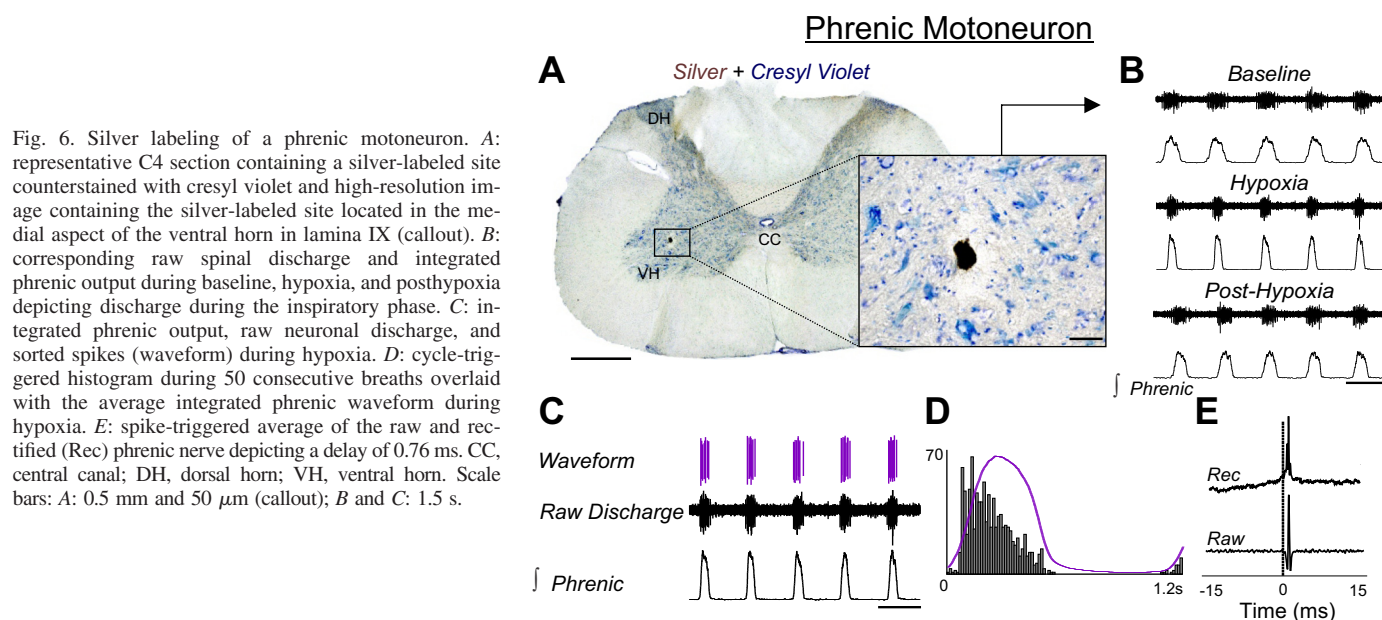 Fig. 6. Silver labeling of a phrenic motoneuron. A:
representative C4 section containing a silver-labeled site
counterstained with cresyl violet and high-resolution im-
age containing the silver-labeled site located in the me-
dial aspect of the ventral horn in lamina IX (callout). B:
corresponding raw spinal discharge and integrated
phrenic output during baseline, hypoxia, and posthypoxia
depicting discharge during the inspiratory phase. C: in-
tegrated phrenic output, raw neuronal discharge, and
sorted spikes (waveform) during hypoxia. D: cycle-trig-
gered histogram during 50 consecutive breaths overlaid
with the average integrated phrenic waveform during
hypoxia. E: spike-triggered average of the raw and rec-
tified (Rec) phrenic nerve depicting a delay of 0.76 ms. CC,
central canal; DH, dorsal horn; VH, ventral horn. Scale
bars: A: 0.5 mm and 50 μm (callout); B and C: 1.5 s.
Phrenic Motoneuron
A
Silver + Cresyl Violet
DH
CC
VH
B
Baseline
Hypoxia
Post-Hypoxia
∫ Phrenic
C
Waveform
Raw Discharge
∫ Phrenic
D
70
0
1.2s
E
Rec
Raw
-15 0 15
Time (ms)